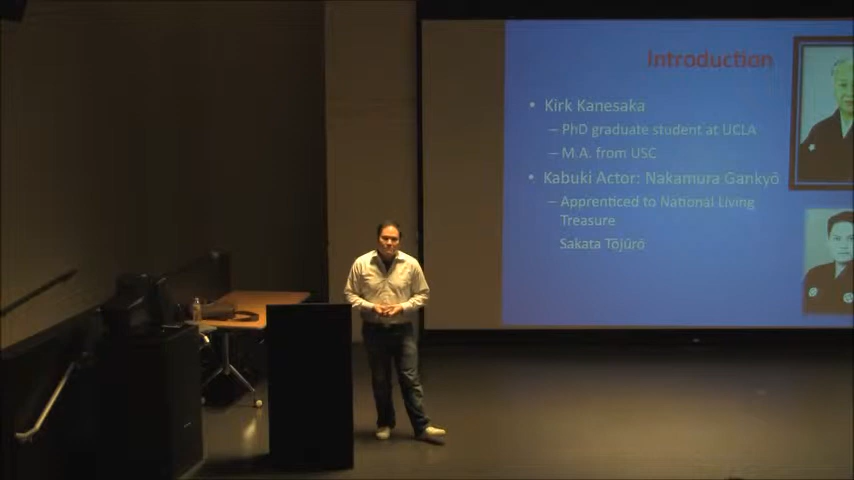 Introduction
• Kirk Kanesaka
– PhD graduate student at UCLA
– M.A. from USC
• Kabuki Actor: Nakamura Gankyō
– Apprenticed to National Living
Treasure
Sakata Tōjūrō